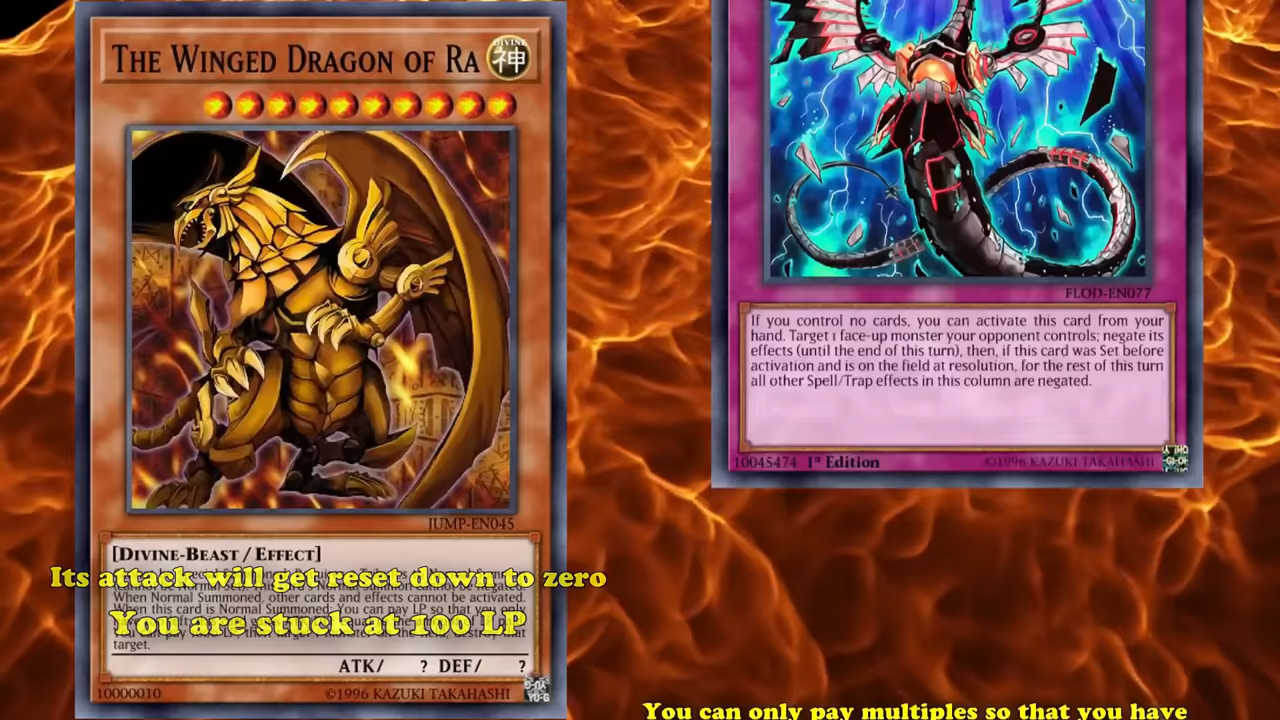 THE WINGED DRAGON OF RA
DIVINE
神
JUMP-EN045
[DIVINE-BEAST / EFFECT]
Its attack will get reset down to zero
When Normal Summoned, other cards and effects cannot be activated.
When this card is Normal Summoned: You can pay LP so that you only
You are stuck at 100 LP
target.
ATK/ ? DEF/ ?
10000010 ©1996 KAZUKI TAKAHASHI
FLOD-EN077
If you control no cards, you can activate this card from your
hand. Target 1 face-up monster your opponent controls; negate its
effects (until the end of this turn), then, if this card was Set before
activation and is on the field at resolution, for the rest of this turn
all other Spell/Trap effects in this column are negated.
10045474 1st Edition ©1996 KAZUKI TAKAHASHI
You can only pay multiples so that you have